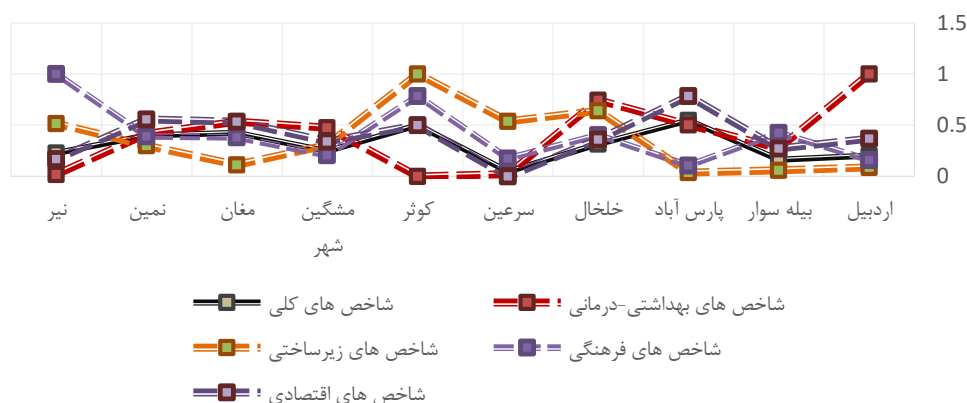 1.5
1
0.5
0
اردبیل
بیله سوار
پارس آباد
خلخال
سرعین
کوثر
مشگین
شهر
مغان
نمین
نیر
شاخص های بهداشتی-درمانی
شاخص های کلی
شاخص های فرهنگی
شاخص های زیرساختی
شاخص های اقتصادی